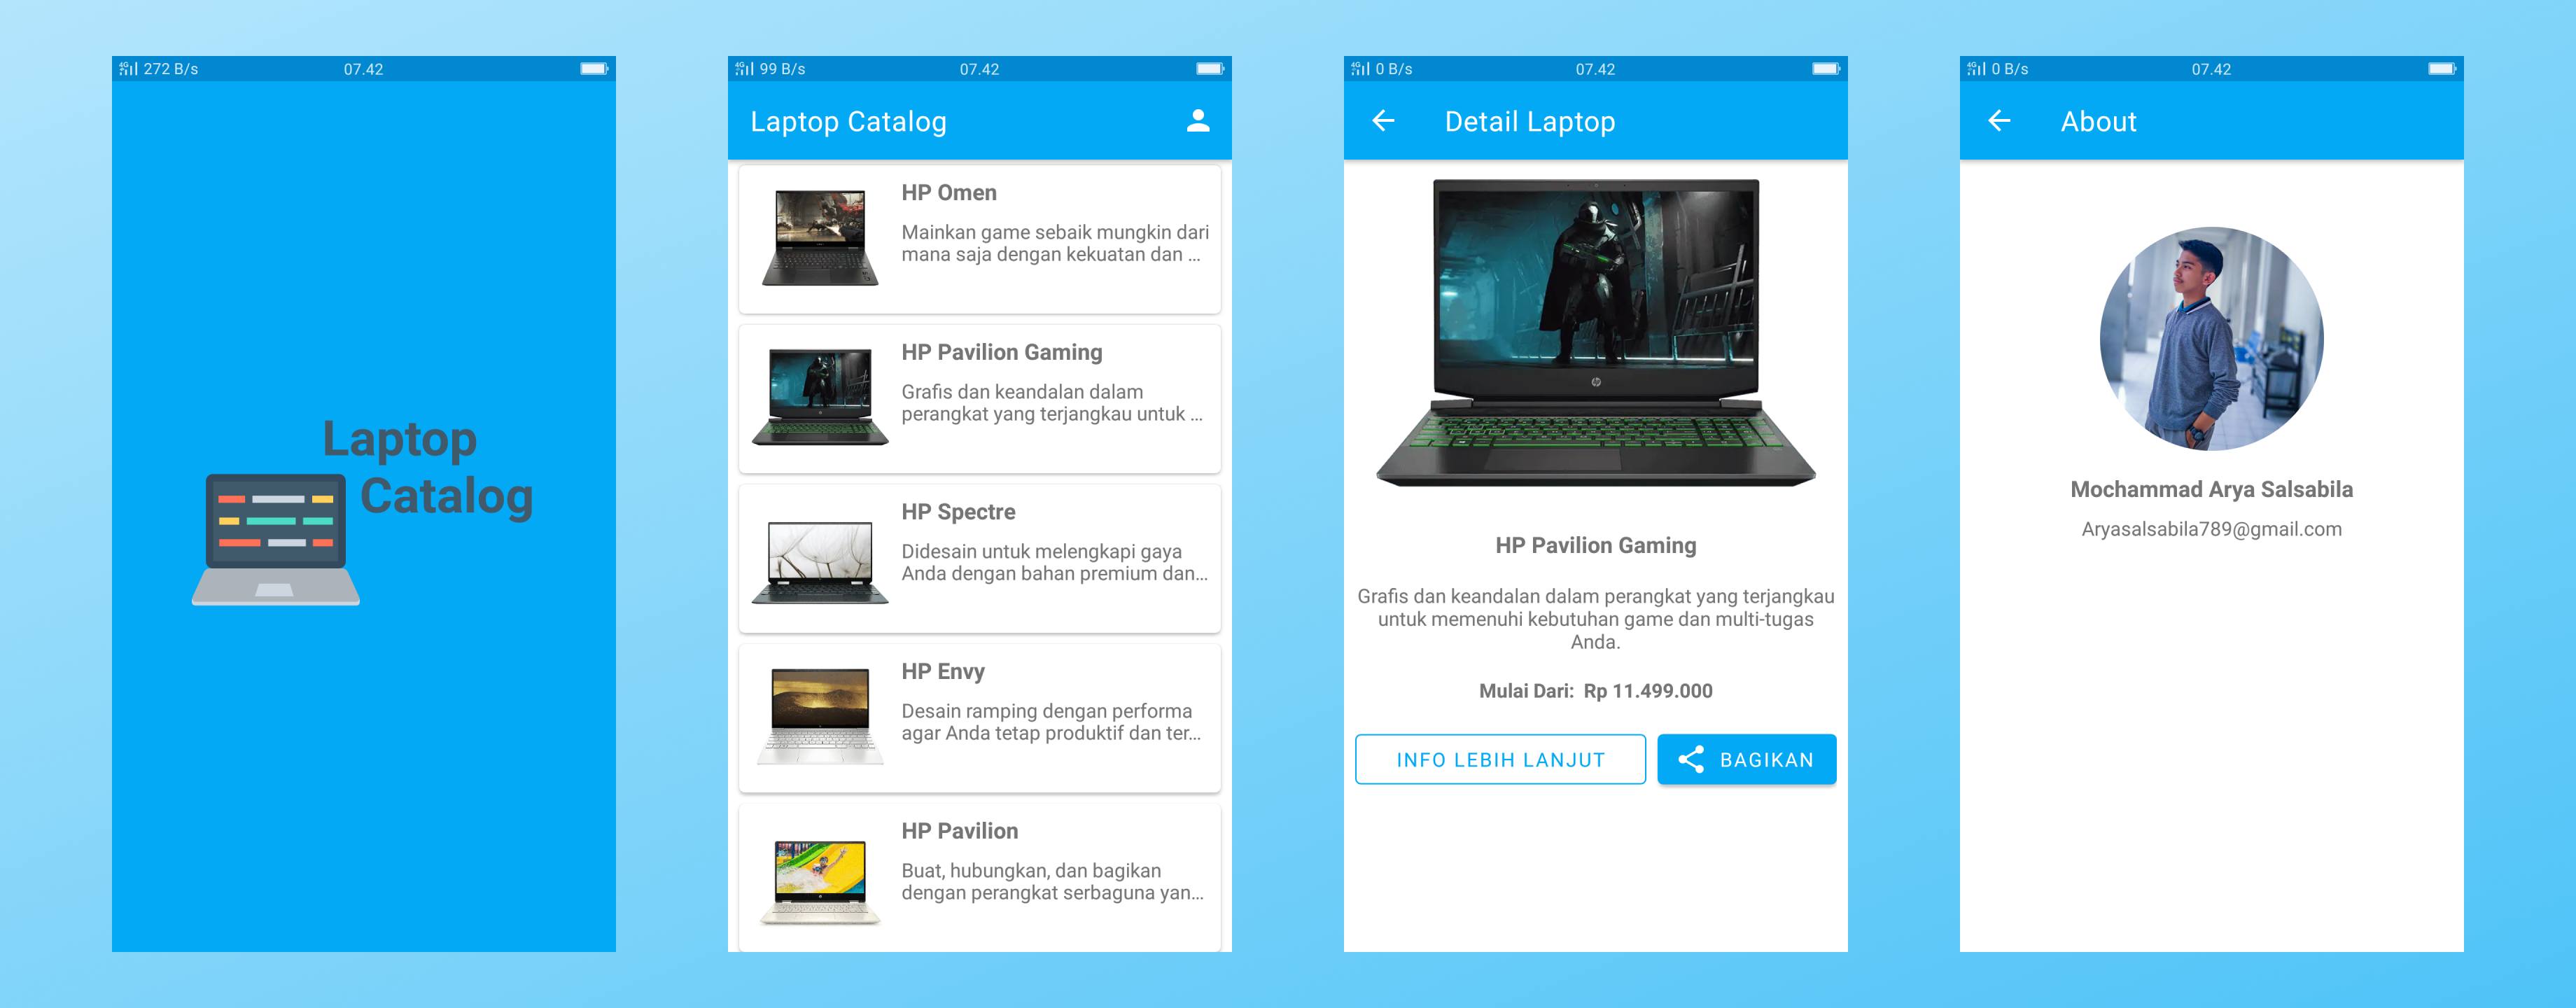 4G 272 B/s 07.42
Laptop
Catalog
4G 99 B/s 07.42
Laptop Catalog
HP Omen
Mainkan game sebaik mungkin dari
mana saja dengan kekuatan dan ...
HP Pavilion Gaming
Grafis dan keandalan dalam
perangkat yang terjangkau untuk ...
HP Spectre
Didesain untuk melengkapi gaya
Anda dengan bahan premium dan...
HP Envy
Desain ramping dengan performa
agar Anda tetap produktif dan ter...
HP Pavilion
Buat, hubungkan, dan bagikan
dengan perangkat serbaguna yan...
4G 0 B/s 07.42
Detail Laptop
hp
HP Pavilion Gaming
Grafis dan keandalan dalam perangkat yang terjangkau
untuk memenuhi kebutuhan game dan multi-tugas
Anda.
Mulai Dari: Rp 11.499.000
INFO LEBIH LANJUT
BAGIKAN
4G 0 B/s 07.42
About
Mochammad Arya Salsabila
Aryasalsabila789@gmail.com